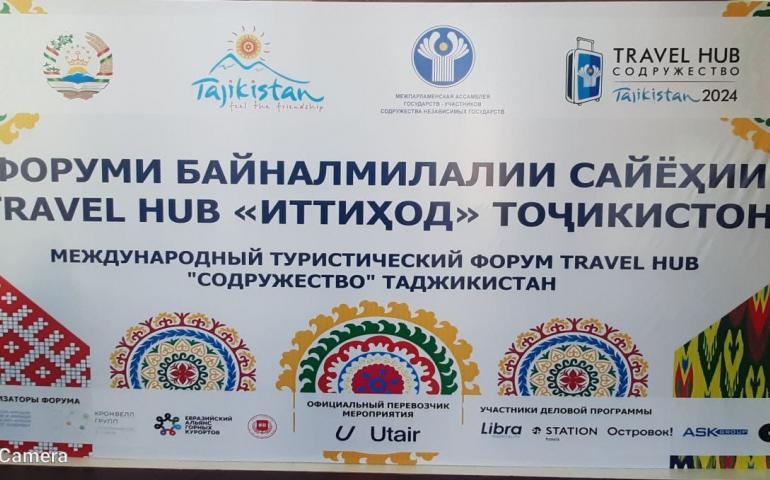 Tajikistan
feel the friendship
МЕЖПАРЛАМЕНТСКАЯ АССАМБЛЕЯ
ГОСУДАРСТВ - УЧАСТНИКОВ
СОДРУЖЕСТВА НЕЗАВИСИМЫХ ГОСУДАРСТВ
TRAVEL HUB
СОДРУЖЕСТВО
Tajikistan 2024
ФОРУМИ БАЙНАЛМИЛАЛИИ САЙЁҲИИ
TRAVEL HUB «ИТТИҲОД» ТОҶИКИСТОН
МЕЖДУНАРОДНЫЙ ТУРИСТИЧЕСКИЙ ФОРУМ TRAVEL HUB
"СОДРУЖЕСТВО" ТАДЖИКИСТАН
ИЗАТОРЫ ФОРУМА
КРОНВЕЛЛ
ГРУПП
ЕВРАЗИЙСКИЙ
АЛЬЯНС
ГОРНЫХ
КУРОРТОВ
ОФИЦИАЛЬНЫЙ ПЕРЕВОЗЧИК
МЕРОПРИЯТИЯ
Utair
УЧАСТНИКИ ДЕЛОВОЙ ПРОГРАММЫ
Libra
HOSPITALITY
STATION
hotels
Островок!
ASKGROUP
Camera